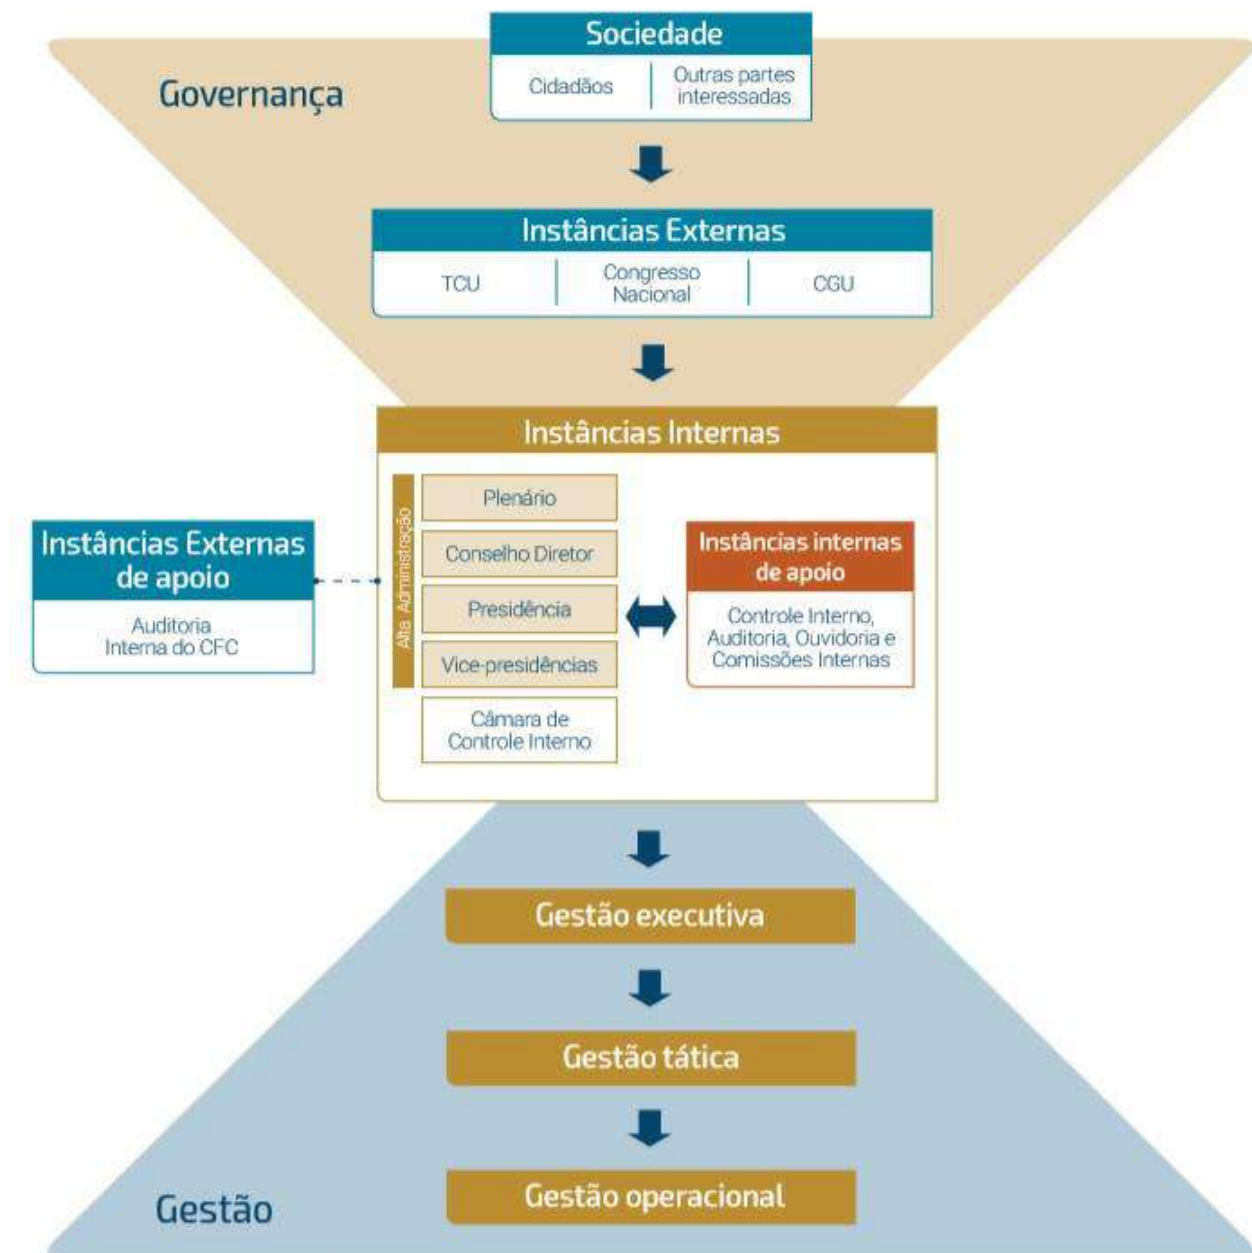 Governança
Sociedade
Cidadãos
Outras partes
interessadas
Instâncias Externas
TCU
Congresso
Nacional
CGU
Instâncias Internas
Alta Administração
Plenário
Conselho Diretor
Presidência
Vice-presidências
Câmara de
Controle Interno
Instâncias Externas
de apoio
Auditoria
Interna do CFC
Instâncias internas
de apoio
Controle Interno,
Auditoria, Ouvidoria e
Comissões Internas
Gestão executiva
Gestão tática
Gestão operacional
Gestão